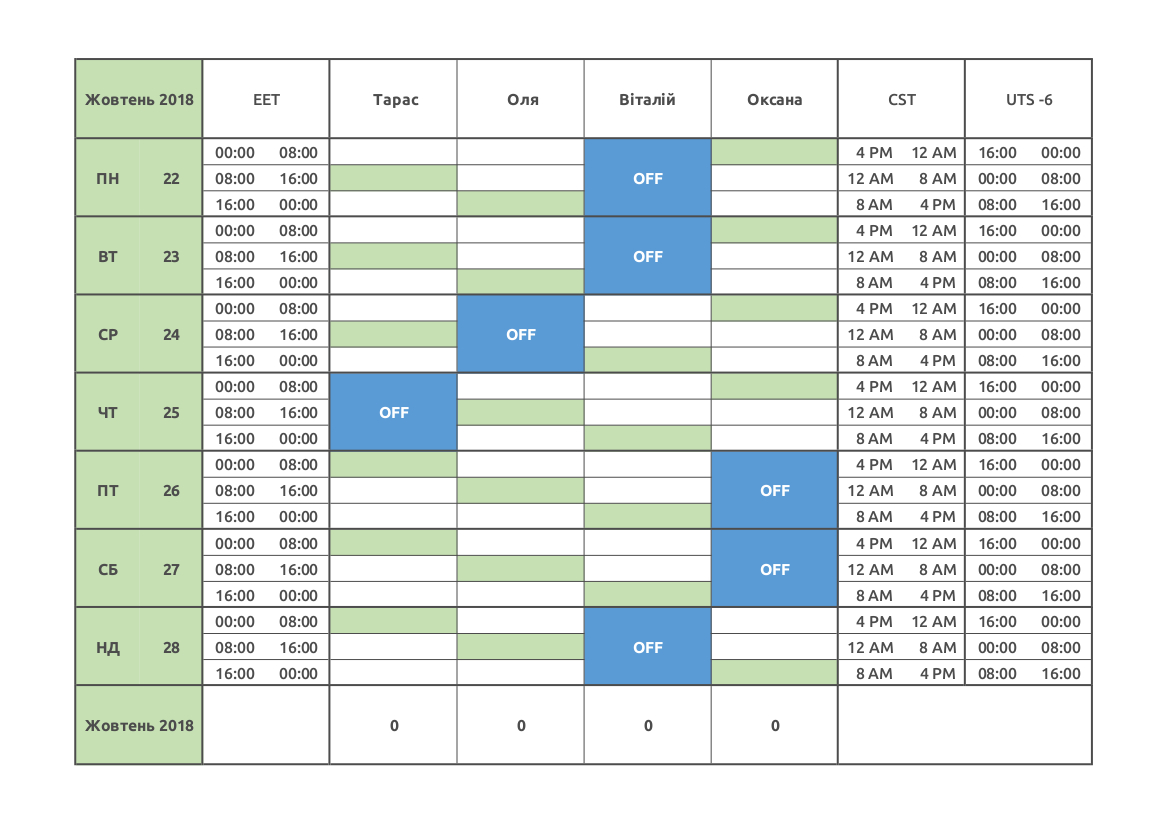 Жовтень 2018 EET Тарас Оля Віталій Оксана CST UTS -6
00:00 08:00 4 PM 12 AM 16:00 00:00
ПН 22 08:00 16:00 OFF 12 AM 8 AM 00:00 08:00
16:00 00:00 8 AM 4 PM 08:00 16:00
00:00 08:00 4 PM 12 AM 16:00 00:00
ВТ 23 08:00 16:00 OFF 12 AM 8 AM 00:00 08:00
16:00 00:00 8 AM 4 PM 08:00 16:00
00:00 08:00 4 PM 12 AM 16:00 00:00
СР 24 08:00 16:00 OFF 12 AM 8 AM 00:00 08:00
16:00 00:00 8 AM 4 PM 08:00 16:00
00:00 08:00 4 PM 12 AM 16:00 00:00
ЧТ 25 08:00 16:00 OFF 12 AM 8 AM 00:00 08:00
16:00 00:00 8 AM 4 PM 08:00 16:00
00:00 08:00 4 PM 12 AM 16:00 00:00
ПТ 26 08:00 16:00 OFF 12 AM 8 AM 00:00 08:00
16:00 00:00 8 AM 4 PM 08:00 16:00
00:00 08:00 4 PM 12 AM 16:00 00:00
СБ 27 08:00 16:00 OFF 12 AM 8 AM 00:00 08:00
16:00 00:00 8 AM 4 PM 08:00 16:00
00:00 08:00 4 PM 12 AM 16:00 00:00
НД 28 08:00 16:00 OFF 12 AM 8 AM 00:00 08:00
16:00 00:00 8 AM 4 PM 08:00 16:00
Жовтень 2018 0 0 0 0